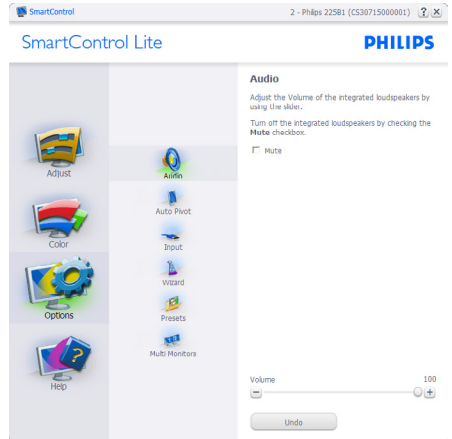 SmartControl
2 - Philips 225B1 (CS30715000001)
SmartControl Lite
PHILIPS
Adjust
Color
Options
Help
Audio
Auto Pivot
Input
Wizard
Presets
Multi Monitors
Audio
Adjust the Volume of the integrated loudspeakers by
using the slider.
Turn off the integrated loudspeakers by checking the
Mute checkbox.
Mute
Volume 100
Undo